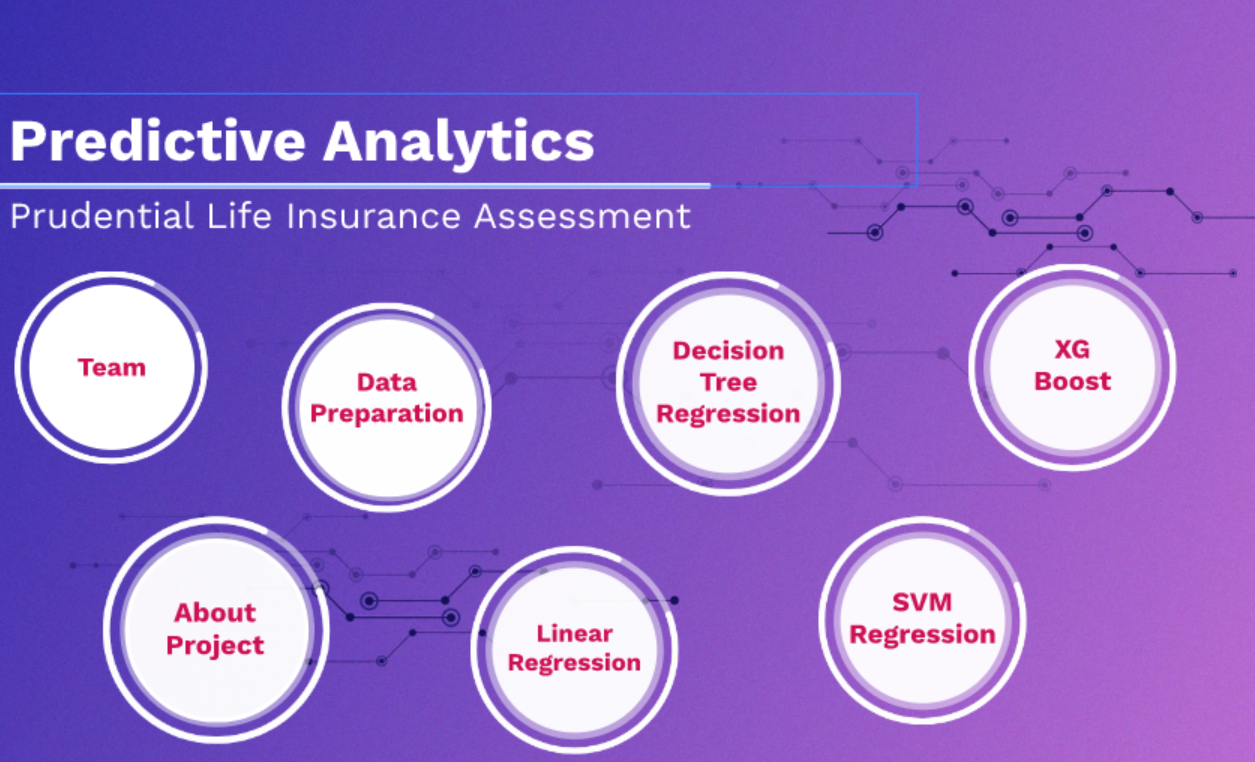 Predictive Analytics
Prudential Life Insurance Assessment
Team
Data
Preparation
Decision
Tree
Regression
XG
Boost
About
Project
Linear
Regression
SVM
Regression